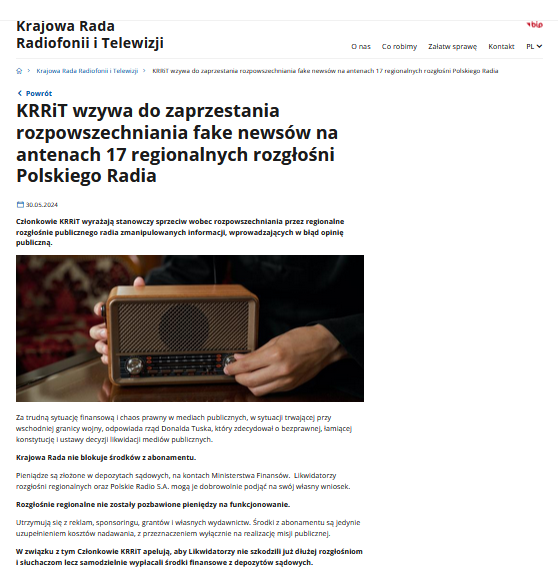 Krajowa Rada
Radiofonii i Telewizji
bip
O nas Co robimy Załatw sprawę Kontakt PL
Krajowa Rada Radiofonii i Telewizji KRRiT wzywa do zaprzestania rozpowszechniania fake newsów na antenach 17 regionalnych rozgłośni Polskiego Radia
Powrót
KRRiT wzywa do zaprzestania
rozpowszechniania fake newsów na
antenach 17 regionalnych rozgłośni
Polskiego Radia
30.05.2024
Członkowie KRRiT wyrażają stanowczy sprzeciw wobec rozpowszechniania przez regionalne
rozgłośnie publicznego radia zmanipulowanych informacji, wprowadzających w błąd opinię
publiczną.
Za trudną sytuację finansową i chaos prawny w mediach publicznych, w sytuacji trwającej przy
wschodniej granicy wojny, odpowiada rząd Donalda Tuska, który zdecydował o bezprawnej, łamiącej
konstytucję i ustawy decyzji likwidacji mediów publicznych.
Krajowa Rada nie blokuje środków z abonamentu.
Pieniądze są złożone w depozytach sądowych, na kontach Ministerstwa Finansów. Likwidatorzy
rozgłośni regionalnych oraz Polskie Radio S.A. mogą je dobrowolnie podjąć na swój własny wniosek.
Rozgłośnie regionalne nie zostały pozbawione pieniędzy na funkcjonowanie.
Utrzymują się z reklam, sponsoringu, grantów i własnych wydawnictw. Środki z abonamentu są jedynie
uzupełnieniem kosztów nadawania, z przeznaczeniem wyłącznie na realizację misji publicznej.
W związku z tym Członkowie KRRiT apelują, aby Likwidatorzy nie szkodzili już dłużej rozgłośniom
i słuchaczom lecz samodzielnie wypłacali środki finansowe z depozytów sądowych.